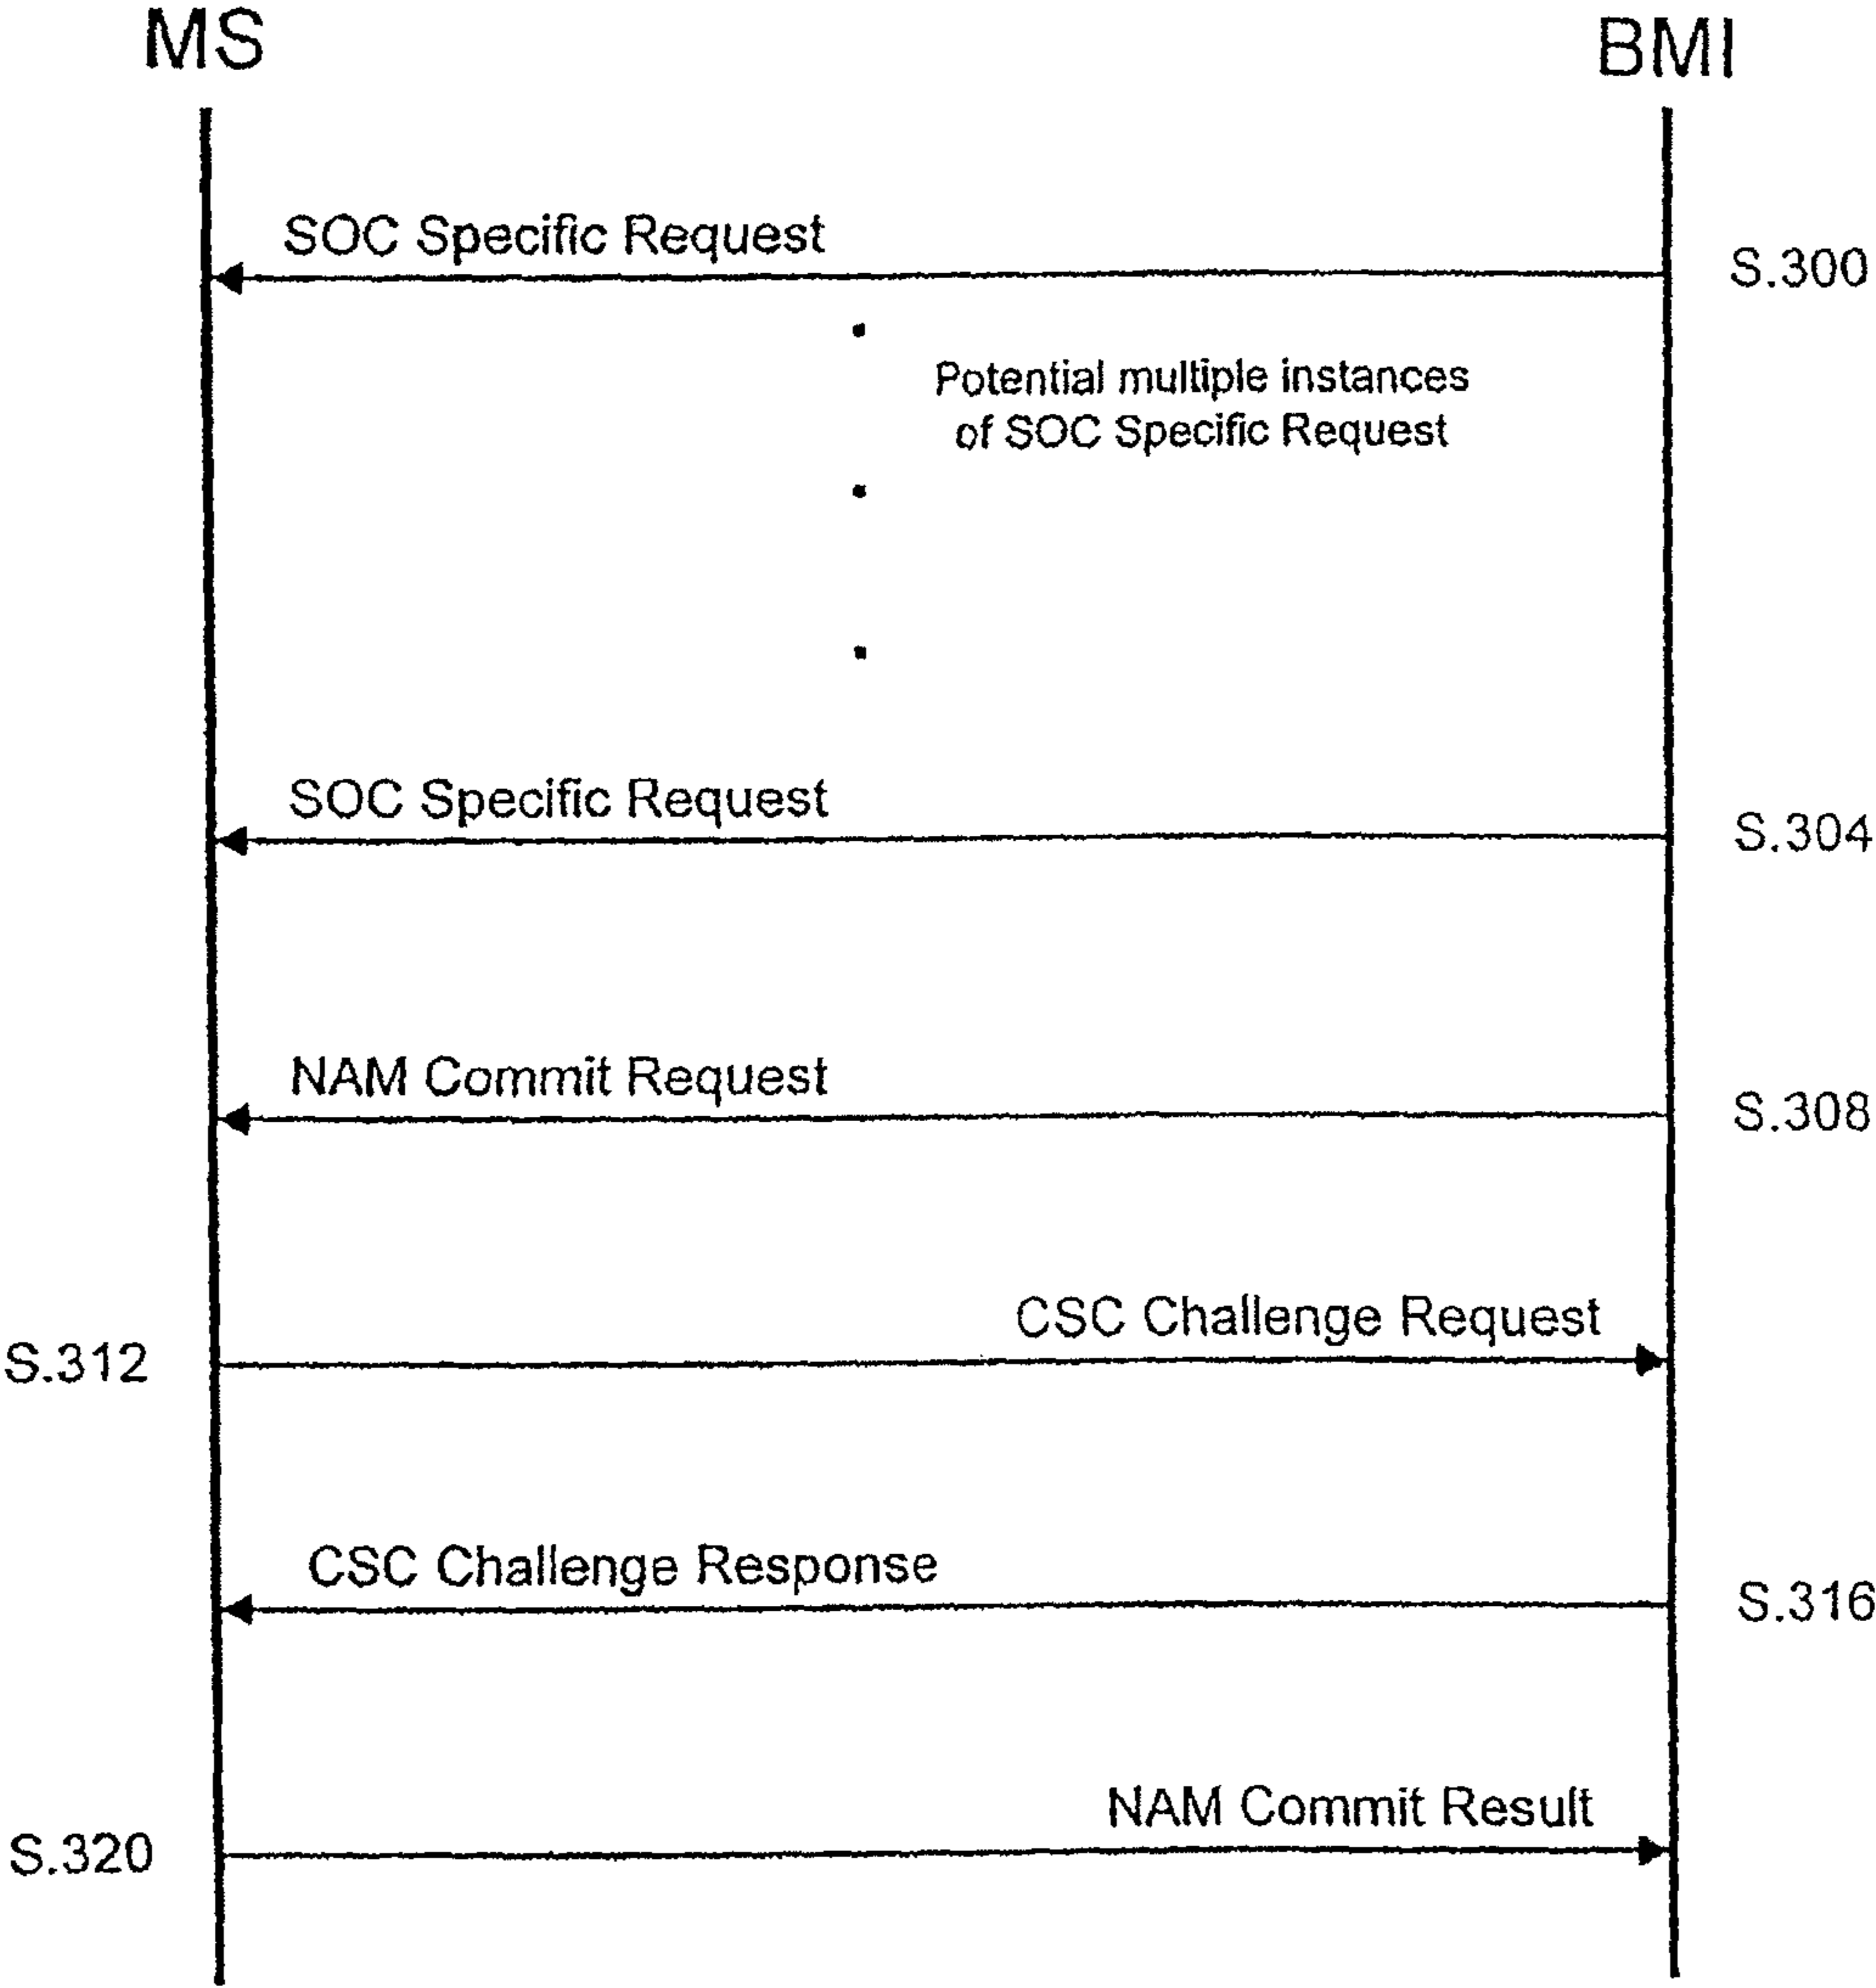 MS
BMI
SOC Specific Request
S.300
Potential multiple instances
of SOC Specific Request
SOC Specific Request
S.304
NAM Commit Request
S.308
CSC Challenge Request
S.312
CSC Challenge Response
S.316
NAM Commit Result
S.320